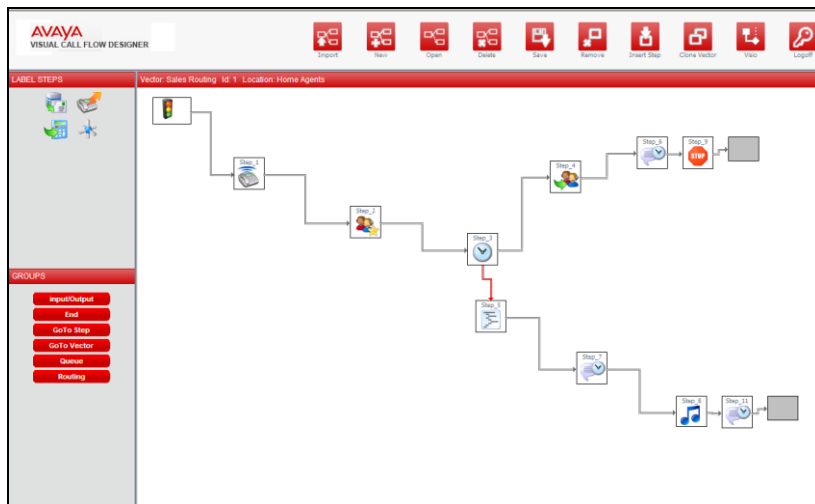 AVAYA
VISUAL CALL FLOW DESIGNER
Import
New
Open
Delete
Save
Remove
Insert Step
Clone Vector
Visio
Logoff
LABEL STEPS
Vector: Sales Routing Id: 1 Location: Home Agents
Step_1
Step_2
Step_3
Step_4
Step_6
Step_9
STOP
Step_5
Step_7
Step_8
Step_11
GROUPS
Input/Output
End
GoTo Step
GoTo Vector
Queue
Routing